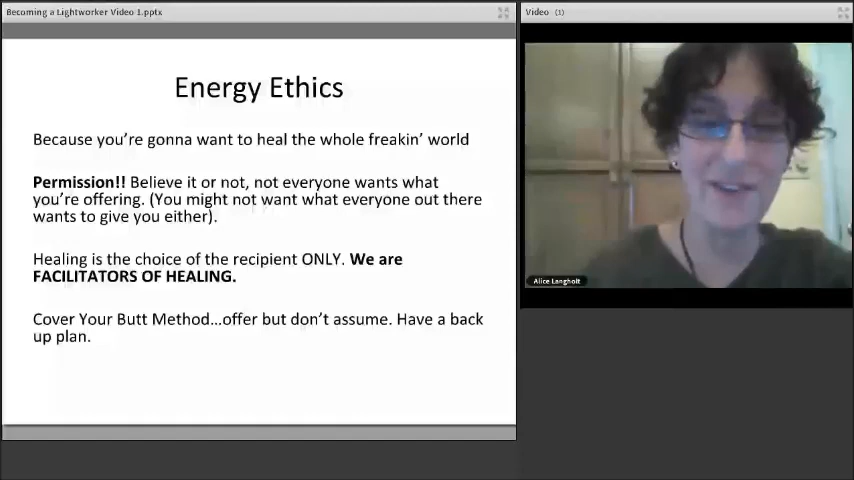 Becoming a Lightworker Video 1.pptx
Video (1)
Energy Ethics
Because you're gonna want to heal the whole freakin' world
Permission!! Believe it or not, not everyone wants what
you're offering. (You might not want what everyone out there
wants to give you either).
Healing is the choice of the recipient ONLY. We are
FACILITATORS OF HEALING.
Cover Your Butt Method...offer but don't assume. Have a back
up plan.
Alice Langholt